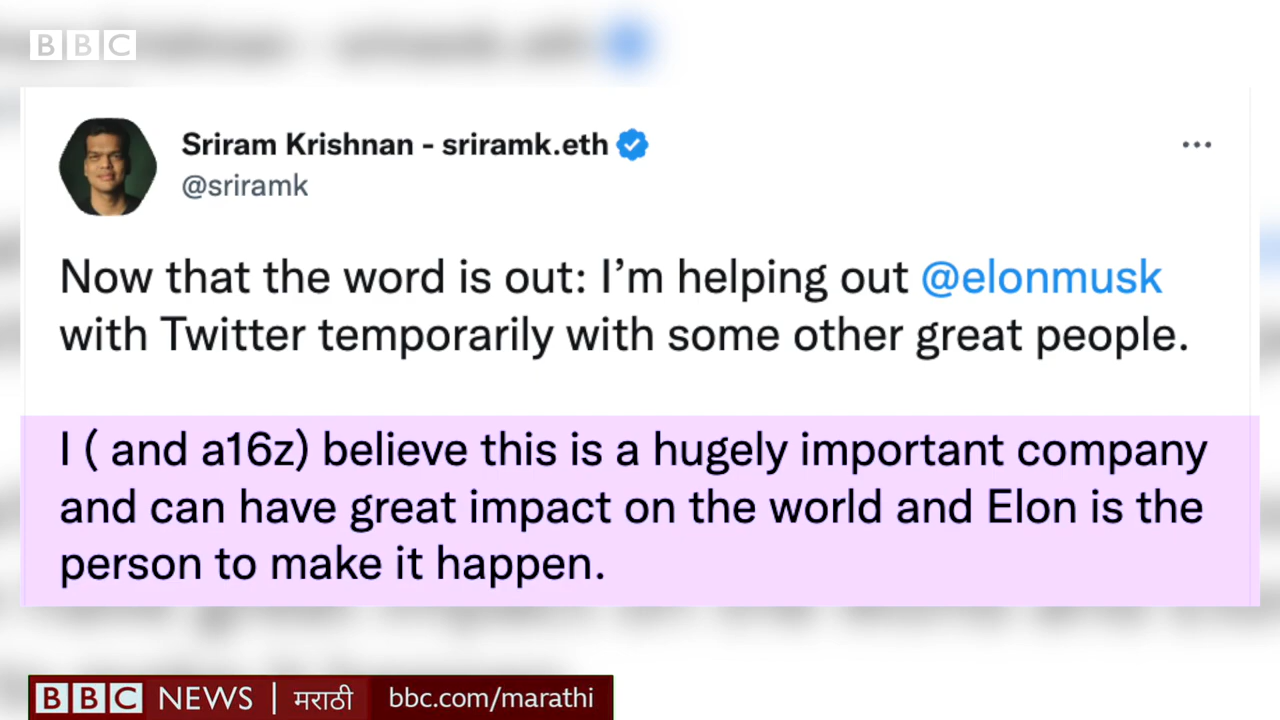 BBC
Sriram Krishnan - sriramk.eth
@sriramk
Now that the word is out: I’m helping out @elonmusk
with Twitter temporarily with some other great people.
I ( and a16z) believe this is a hugely important company
and can have great impact on the world and Elon is the
person to make it happen.
BBC NEWS | मराठी bbc.com/marathi